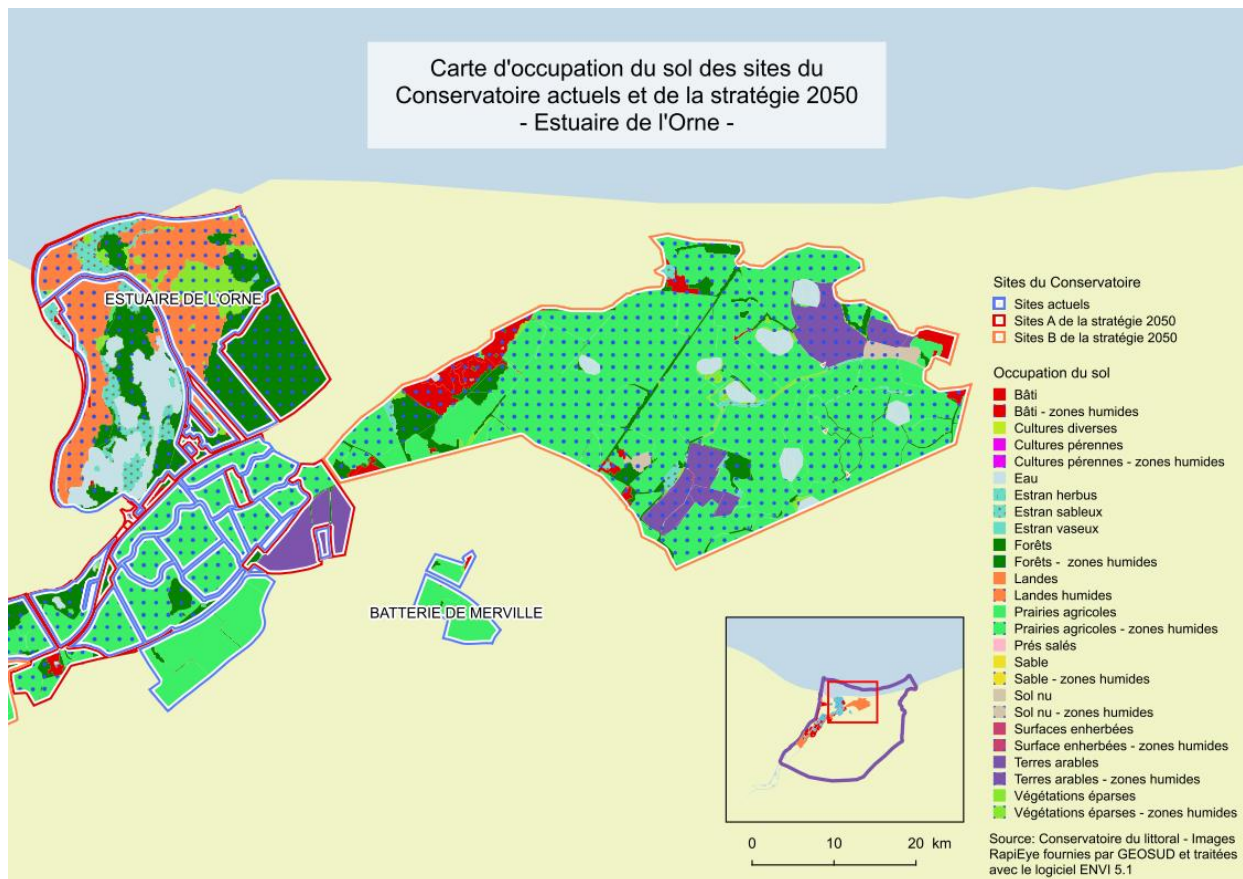 Carte d'occupation du sol des sites du
Conservatoire actuels et de la stratégie 2050
- Estuaire de l'Orne -
ESTUAIRE DE L'ORNE
BATTERIE DE MERVILLE
Sites du Conservatoire
Sites actuels
Sites A de la stratégie 2050
Sites B de la stratégie 2050
Occupation du sol
Bâti
Bâti - zones humides
Cultures diverses
Cultures pérennes
Cultures pérennes - zones humides
Eau
Estran herbus
Estran sableux
Estran vaseux
Forêts
Forêts - zones humides
Landes
Landes humides
Prairies agricoles
Prairies agricoles - zones humides
Prés salés
Sable
Sable - zones humides
Sol nu
Sol nu - zones humides
Surfaces enherbées
Surface enherbées - zones humides
Terres arables
Terres arables - zones humides
Végétations éparses
Végétations éparses - zones humides
0 10 20 km
Source: Conservatoire du littoral - Images
RapiEye fournies par GEOSUD et traitées
avec le logiciel ENVI 5.1